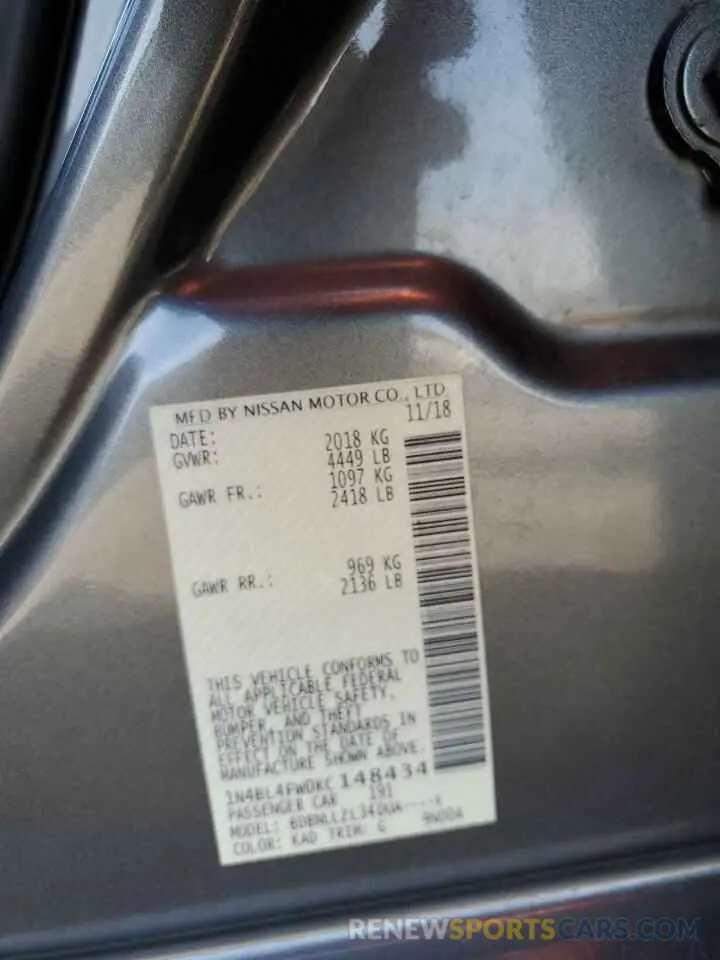 MFD BY NISSAN MOTOR CO., LTD
DATE: 11/18
GVWR: 2018 KG
4449 LB
GAWR FR.: 1097 KG
2418 LB
GAWR RR.: 969 KG
2136 LB
THIS VEHICLE CONFORMS TO
ALL APPLICABLE FEDERAL
MOTOR VEHICLE SAFETY,
BUMPER, AND THEFT
PREVENTION STANDARDS IN
EFFECT ON THE DATE OF
MANUFACTURE SHOWN ABOVE.
1N4BL4FW0KC148434
PASSENGER CAR 191
MODEL:
COLOR: KAD TRIM: G
RENEWSPORTSCARS.COM